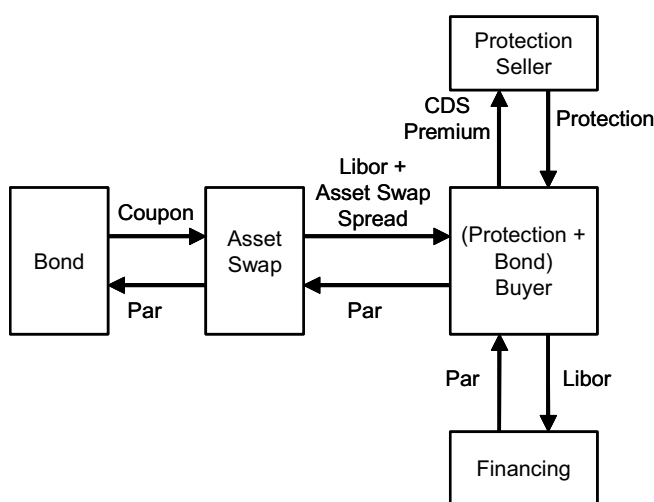 Protection
Seller
CDS
Premium
Protection
Libor +
Asset Swap
Spread
Coupon
Bond
Asset
Swap
(Protection +
Bond)
Buyer
Par
Par
Par
Libor
Financing